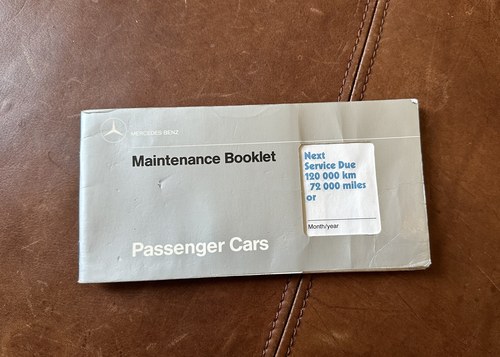 MERCEDES-BENZ
Maintenance Booklet
Next
Service Due
120 000 km
72 000 miles
or
Month/year
Passenger Cars